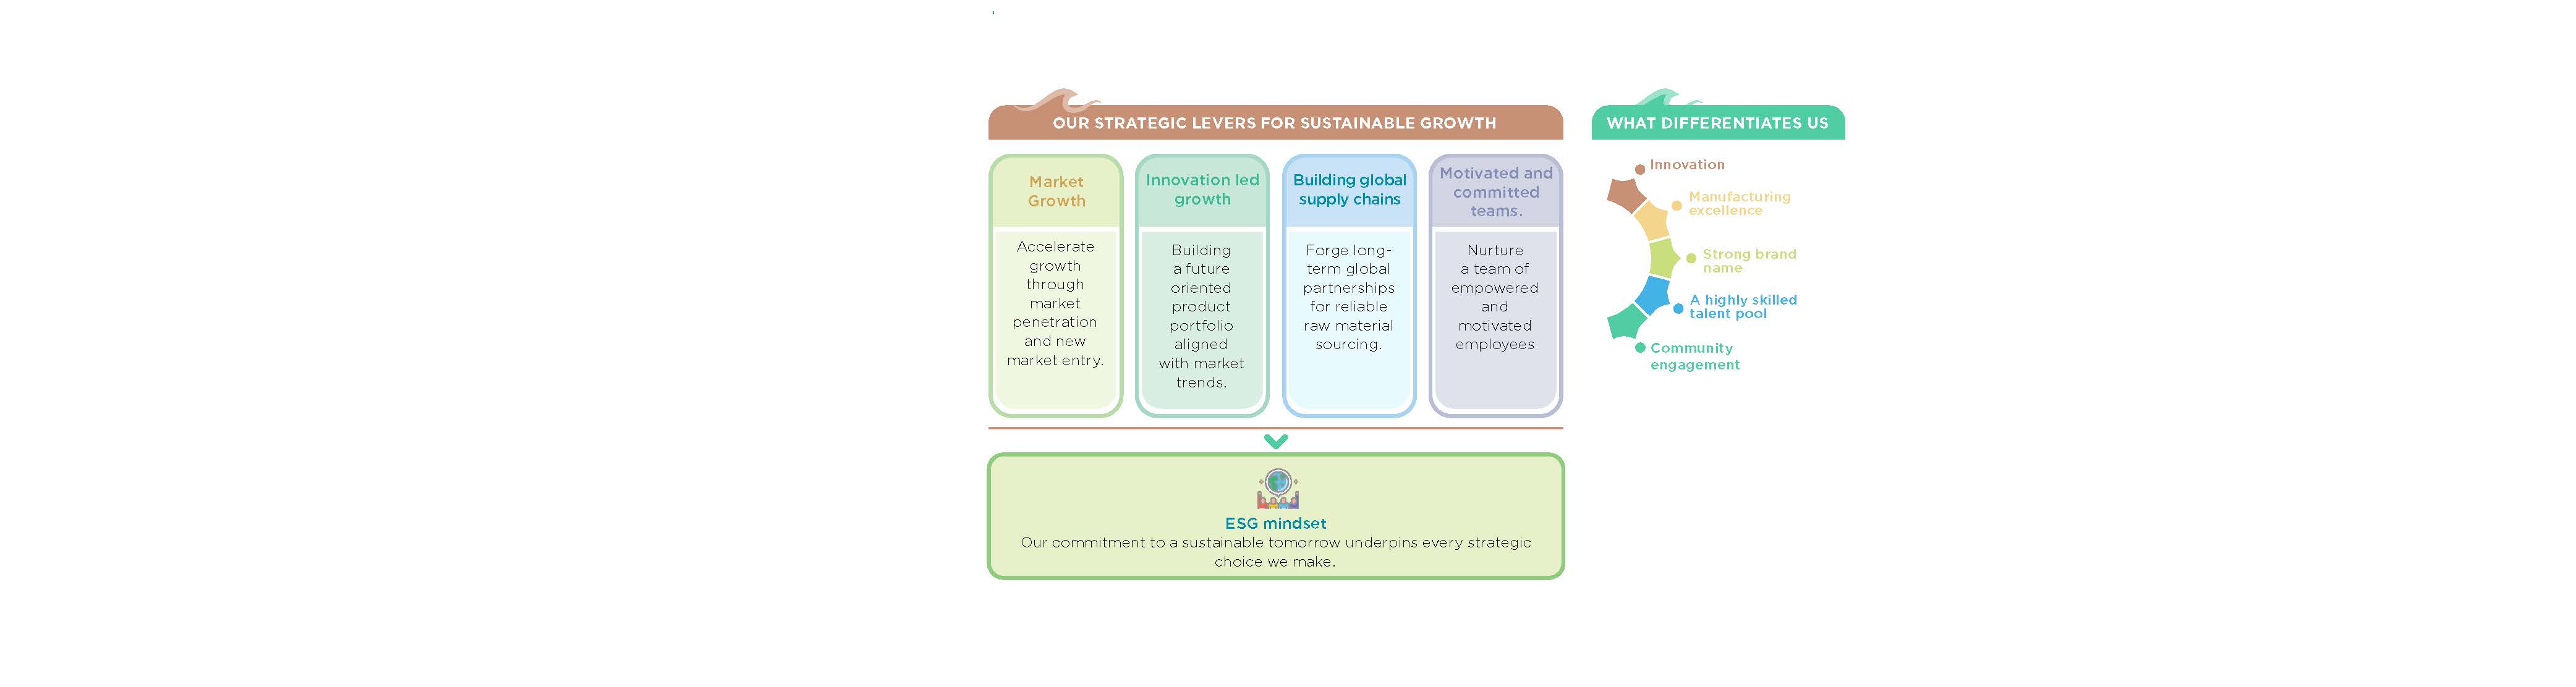 OUR STRATEGIC LEVERS FOR SUSTAINABLE GROWTH
Market
Growth
Accelerate
growth
through
market
penetration
and new
market entry.
Innovation led
growth
Building
a future
oriented
product
portfolio
aligned
with market
trends.
Building global
supply chains
Forge long-
term global
partnerships
for reliable
raw material
sourcing.
Motivated and
committed
teams.
Nurture
a team of
empowered
and
motivated
employees
ESG mindset
Our commitment to a sustainable tomorrow underpins every strategic
choice we make.
WHAT DIFFERENTIATES US
Innovation
Manufacturing
excellence
Strong brand
name
A highly skilled
talent pool
Community
engagement